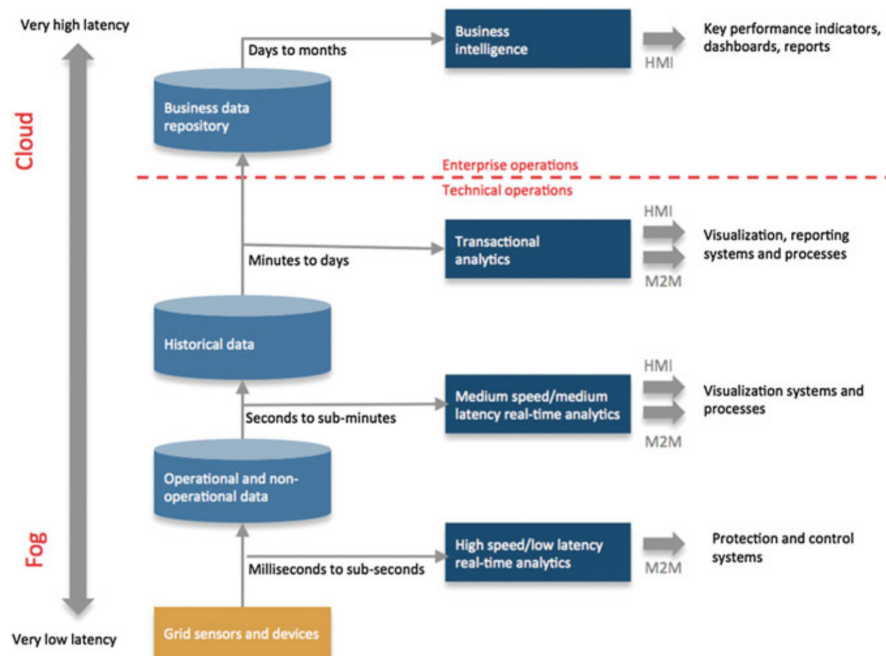 Very high latency
Days to months
Business
intelligence
HMI
Key performance indicators,
dashboards, reports
Business data
repository
Cloud
Enterprise operations
Technical operations
Minutes to days
Transactional
analytics
HMI
M2M
Visualization, reporting
systems and processes
Historical data
Seconds to sub-minutes
Medium speed/medium
latency real-time analytics
HMI
M2M
Visualization systems and
processes
Operational and non-
operational data
Fog
Milliseconds to sub-seconds
High speed/low latency
real-time analytics
M2M
Protection and control
systems
Very low latency
Grid sensors and devices